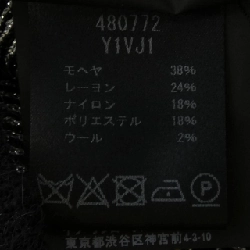 480772
Y1VJ1
モヘヤ 38%
レーヨン 24%
ナイロン 18%
ポリエステル 18%
ウール 2%
P
東京都渋谷区神宮前4-3-10